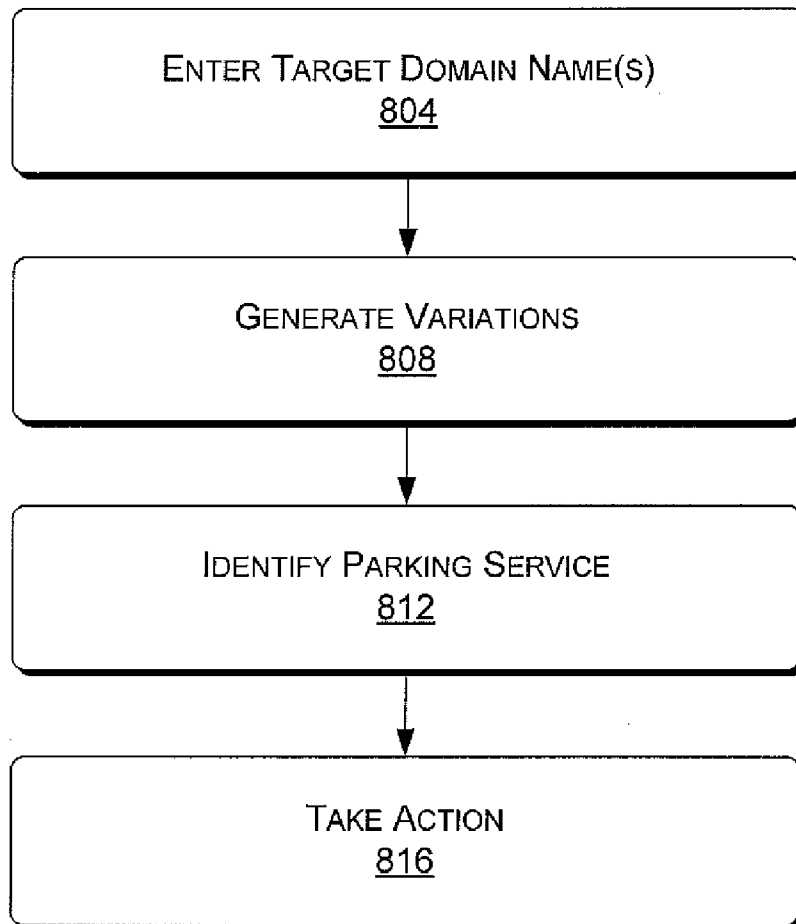 ENTER TARGET DOMAIN NAME(S)
804
GENERATE VARIATIONS
808
IDENTIFY PARKING SERVICE
812
TAKE ACTION
816